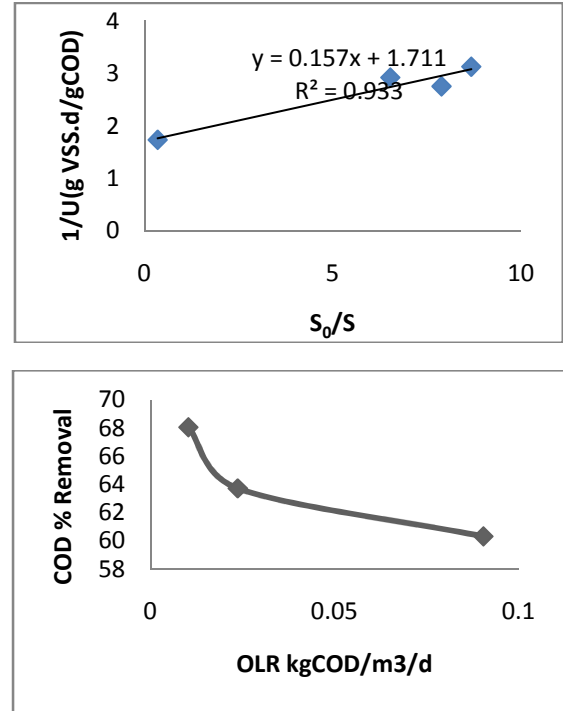 4
3
2
1
0
1/U(g VSS.d/gCOD)
y = 0.157x + 1.711
R² = 0.933
0 5 10
S₀/S
70
68
66
64
62
60
58
COD % Removal
0 0.05 0.1
OLR kgCOD/m3/d